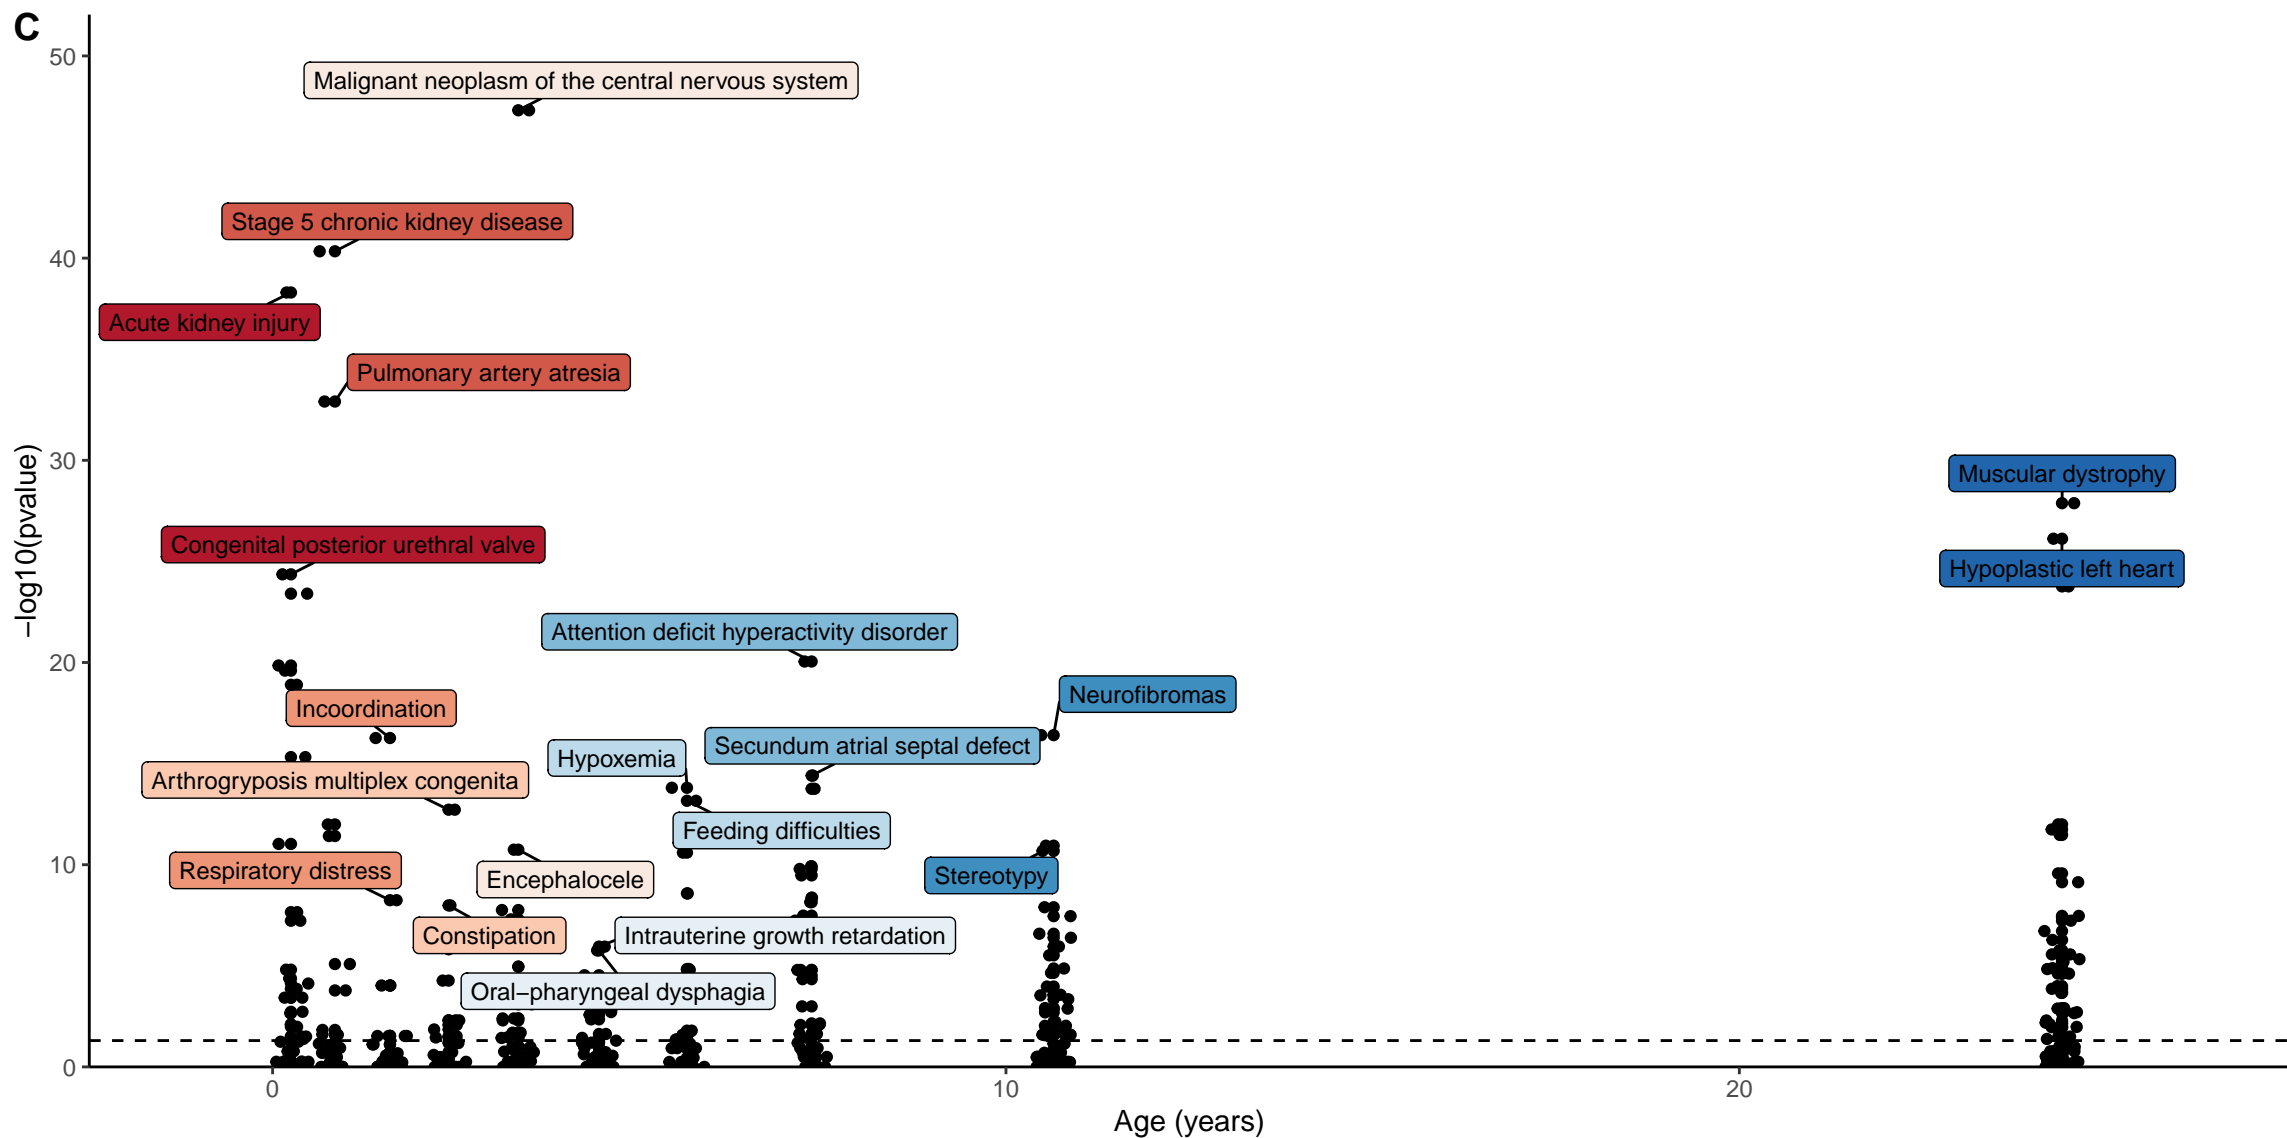 C
50
Malignant neoplasm of the central nervous system
Stage 5 chronic kidney disease
40
Acute kidney injury
Pulmonary artery atresia
30
Muscular dystrophy
Congenital posterior urethral valve
Hypoplastic left heart
−log10(pvalue)
Attention deficit hyperactivity disorder
20
Neurofibromas
Incoordination
Secundum atrial septal defect
Hypoxemia
Arthrogryposis multiplex congenita
Feeding difficulties
10
Respiratory distress
Encephalocele
Stereotypy
Constipation
Intrauterine growth retardation
Oral−pharyngeal dysphagia
0
0
10
20
Age (years)